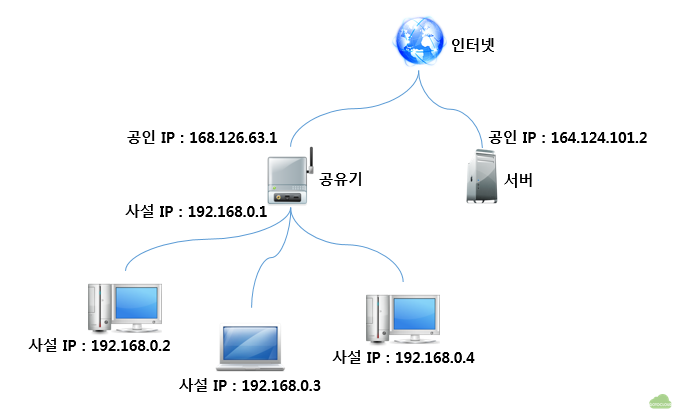 인터넷
공인 IP : 168.126.63.1
공인 IP : 164.124.101.2
공유기
서버
사설 IP : 192.168.0.1
사설 IP : 192.168.0.2
사설 IP : 192.168.0.4
사설 IP : 192.168.0.3